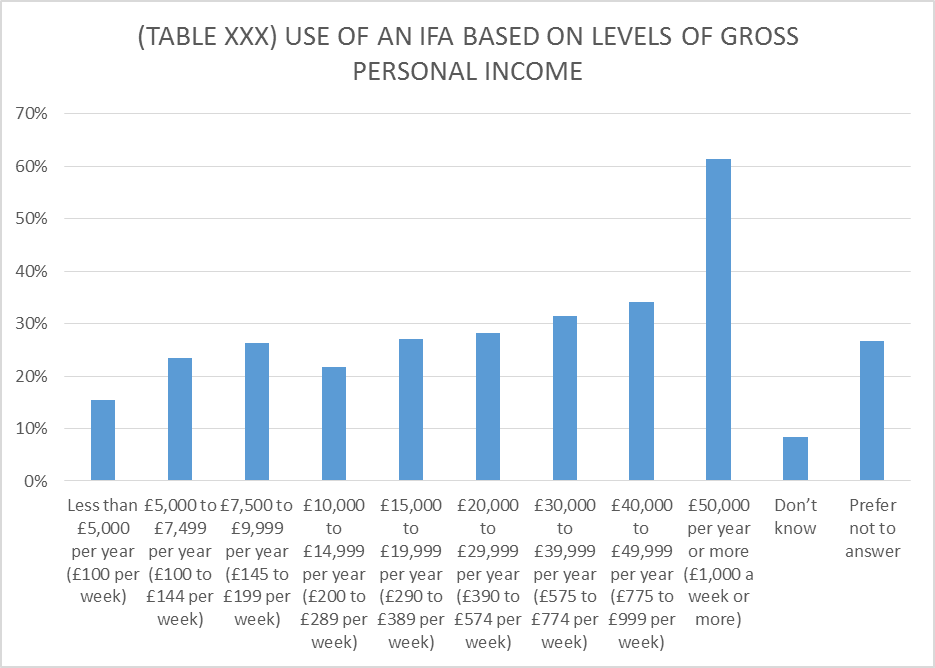 (TABLE XXX) USE OF AN IFA BASED ON LEVELS OF GROSS
PERSONAL INCOME
70%
60%
50%
40%
30%
20%
10%
0%
Less than
£5,000
per year
(£100 per
week)
£5,000 to
£7,499
per year
(£100 to
£144 per
week)
£7,500 to
£9,999
per year
(£145 to
£199 per
week)
£10,000
to
£14,999
per year
(£200 to
£289 per
week)
£15,000
to
£19,999
per year
(£290 to
£389 per
week)
£20,000
to
£29,999
per year
(£390 to
£574 per
week)
£30,000
to
£39,999
per year
(£575 to
£774 per
week)
£40,000
to
£49,999
per year
(£775 to
£999 per
week)
£50,000
per year
or more
(£1,000 a
week or
more)
Don’t
know
Prefer
not to
answer